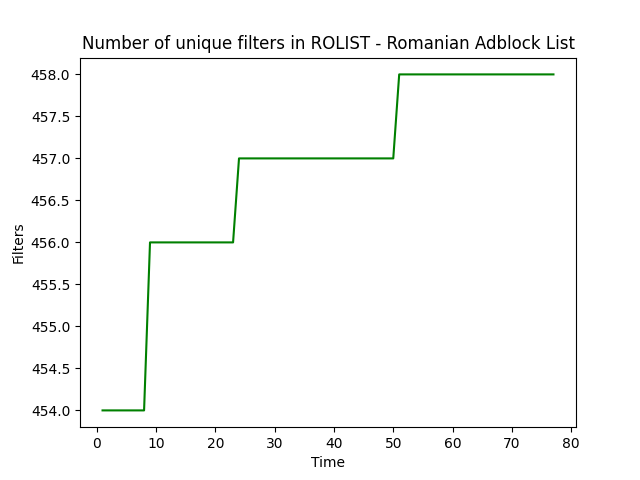 Number of unique filters in ROLIST - Romanian Adblock List
458.0
457.5
457.0
456.5
456.0
455.5
455.0
454.5
454.0
Filters
0 10 20 30 40 50 60 70 80
Time